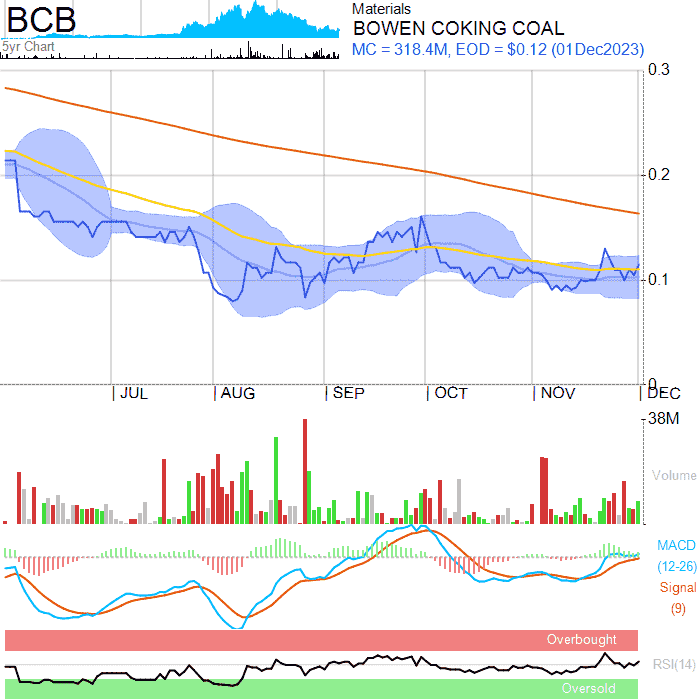 BCB
5yr Chart
Materials
BOWEN COKING COAL
MC = 318.4M, EOD = $0.12 (01Dec2023)
0.3
0.2
0.1
0
JUL
AUG
SEP
OCT
NOV
DEC
38M
Volume
MACD
(12-26)
Signal
(9)
Overbought
RSI(14)
Oversold